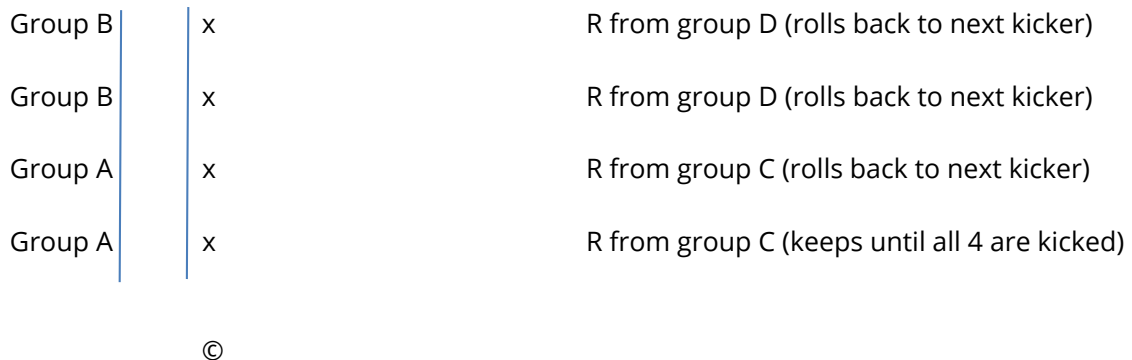 Group B x R from group D (rolls back to next kicker)
Group B x R from group D (rolls back to next kicker)
Group A x R from group C (rolls back to next kicker)
Group A x R from group C (keeps until all 4 are kicked)
©